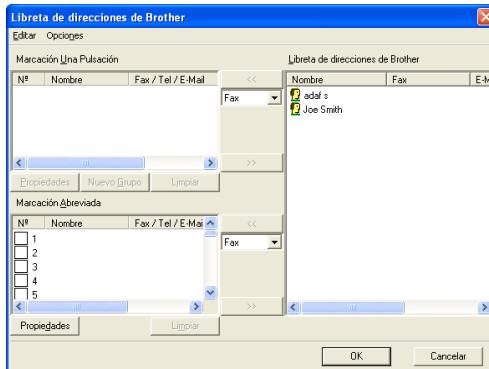 Libreta de direcciones de Brother
Editar Opciones
Marcación Una Pulsación
Nº Nombre Fax / Tel / E-Mail
Fax
Propiedades Nuevo Grupo Limpiar
Marcación Abreviada
Nº Nombre Fax / Tel / E-Mai
1
2
3
4
5
Fax
Propiedades Limpiar
Libreta de direcciones de Brother
Nombre Fax E-M
adaf s
Joe Smith
<<
>>
<<
>>
OK Cancelar